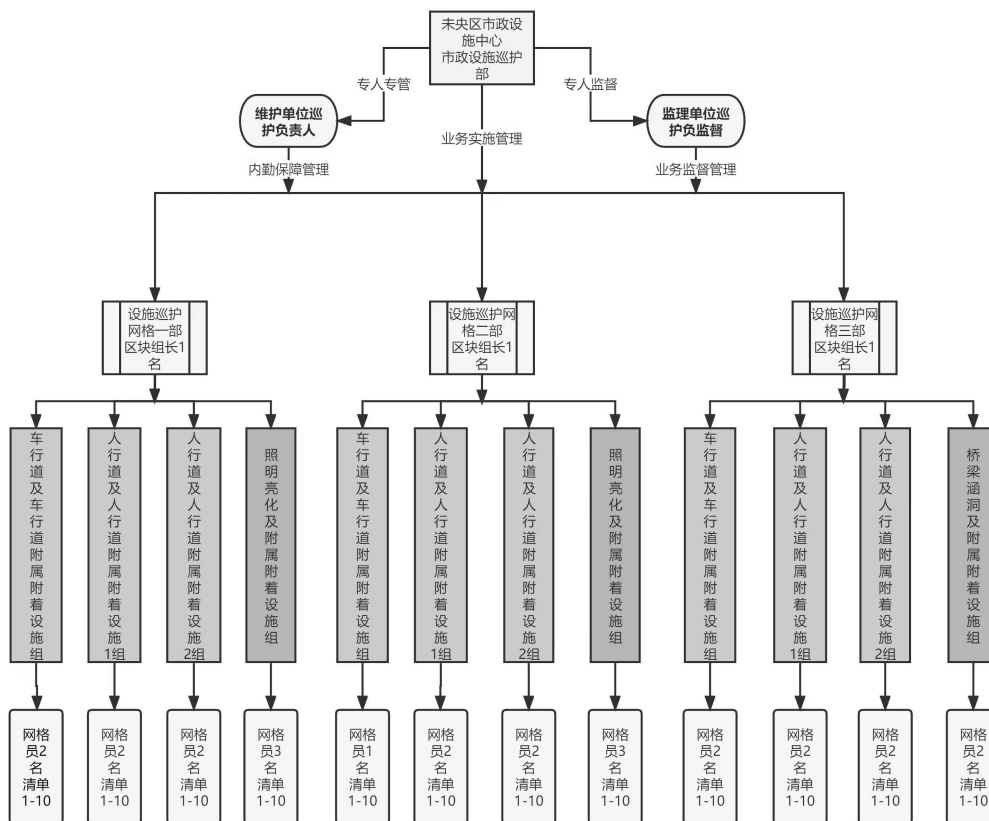 未央区市政设
施中心
市政设施巡护
部
专人专管
专人监督
维护单位巡
护负责人
监理单位巡
护负监督
业务实施管理
内勤保障管理
业务监督管理
设施巡护
网格一部
区块组长1
名
设施巡护网
格二部
区块组长1
名
设施巡护网
格三部
区块组长1
名
车行道及车行道附属附着设施组
人行道及人行道附属附着设施
1组
人行道及人行道附属附着设施
2组
照明亮化及附属附着设施组
车行道及车行道附属附着设施组
人行道及人行道附属附着设施
1组
人行道及人行道附属附着设施
2组
照明亮化及附属附着设施组
车行道及车行道附属附着设施组
人行道及人行道附属附着设施
1组
人行道及人行道附属附着设施
2组
桥梁涵洞及附属附着设施组
网格
员2
名
清单
1-10
网格
员2
名
清单
1-10
网格
员2
名
清单
1-10
网格
员3
名
清单
1-10
网格
员1
名
清单
1-10
网格
员2
名
清单
1-10
网格
员2
名
清单
1-10
网格
员3
名
清单
1-10
网格
员2
名
清单
1-10
网格
员2
名
清单
1-10
网格
员2
名
清单
1-10
网格
员2
名
清单
1-10